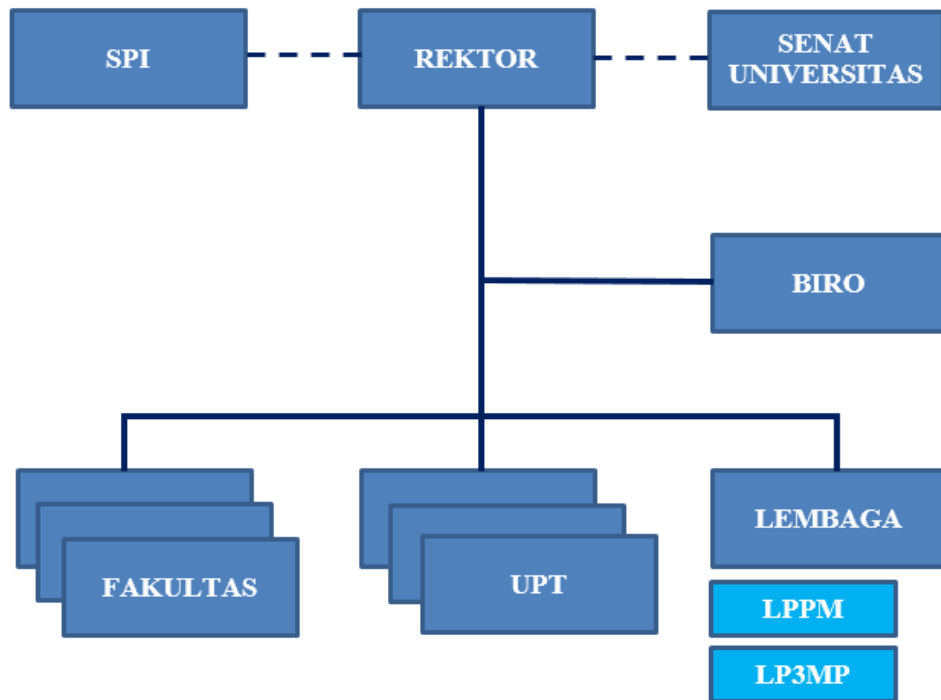 SPI
REKTOR
SENAT
UNIVERSITAS
BIRO
FAKULTAS
UPT
LEMBAGA
LPPM
LP3MP